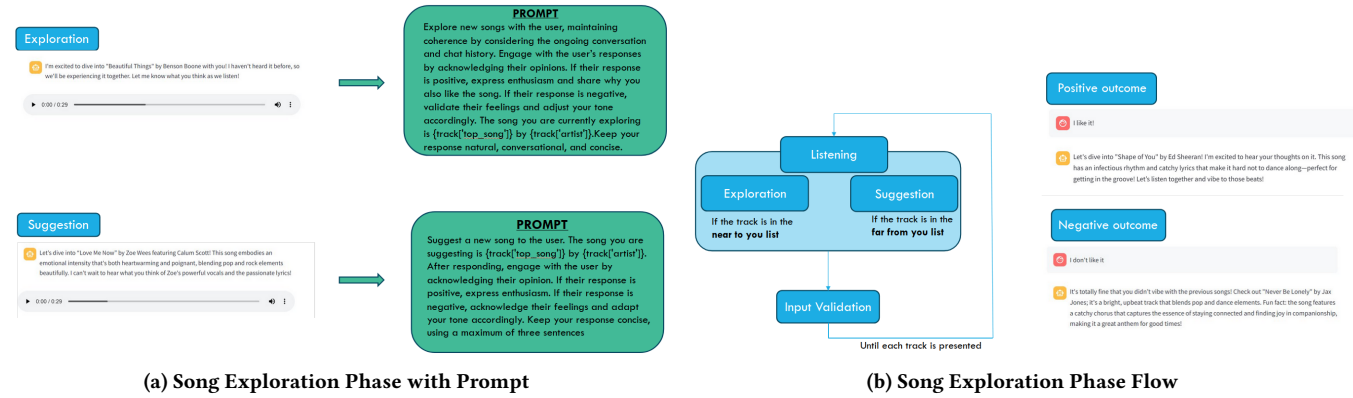 Exploration
I'm excited to dive into "Beautiful Things" by Benson Boone with you! I haven't heard it before, so
we'll be experiencing it together. Let me know what you think as we listen!
0:00 / 0:29
PROMPT
Explore new songs with the user, maintaining
coherence by considering the ongoing conversation
and chat history. Engage with the user's responses
by acknowledging their opinions. If their response
is positive, express enthusiasm and share why you
also like the song. If their response is negative,
validate their feelings and adjust your tone
accordingly. The song you are currently exploring
is {track['top_song']} by {track['artist']}.Keep your
response natural, conversational, and concise.
Suggestion
Let's dive into "Love Me Now" by Zoe Wees featuring Calum Scott! This song embodies an
emotional intensity that's both heartwarming and poignant, blending pop and rock elements
beautifully. I can't wait to hear what you think of Zoe's powerful vocals and the passionate lyrics!
0:00 / 0:29
PROMPT
Suggest a new song to the user. The song you are
suggesting is {track['top_song']} by {track['artist']}.
After responding, engage with the user by
acknowledging their opinion. If their response is
positive, express enthusiasm. If their response is
negative, acknowledge their feelings and adapt
your tone accordingly. Keep your response concise,
using a maximum of three sentences
(a) Song Exploration Phase with Prompt
Listening
Exploration
If the track is in the
near to you list
Suggestion
If the track is in the
far from you list
Input Validation
Until each track is presented
Positive outcome
I like it!
Let's dive into "Shape of You" by Ed Sheeran! I'm excited to hear your thoughts on it. This song
has an infectious rhythm and catchy lyrics that make it hard not to dance along—perfect for
getting in the groove! Let's listen together and vibe to those beats!
Negative outcome
I don't like it
It's totally fine that you didn't vibe with the previous songs! Check out "Never Be Lonely" by Jax
Jones; it's a bright, upbeat track that blends pop and dance elements. Fun fact: the song features
a catchy chorus that captures the essence of staying connected and finding joy in companionship,
making it a great anthem for good times!
(b) Song Exploration Phase Flow